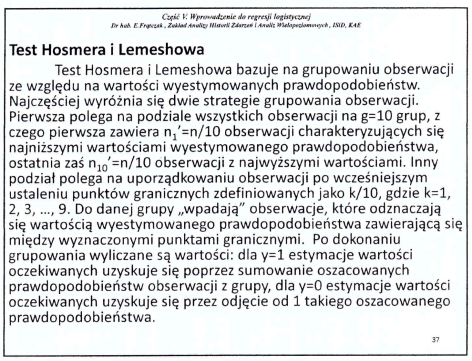 Część V. Wprowadzenie do regresji logistycznej
Dr hab. E.Frątczak , Zakład Analizy Historii Zdarzeń i Analiz Wielopoziomowych , ISiD, KAE
Test Hosmera i Lemeshowa
Test Hosmera i Lemeshowa bazuje na grupowaniu obserwacji
ze względu na wartości wyestymowanych prawdopodobieństw.
Najczęściej wyróżnia się dwie strategie grupowania obserwacji.
Pierwsza polega na podziale wszystkich obserwacji na g=10 grup, z
czego pierwsza zawiera n₁'=n/10 obserwacji charakteryzujących się
najniższymi wartościami wyestymowanego prawdopodobieństwa,
ostatnia zaś n₁₀'=n/10 obserwacji z najwyższymi wartościami. Inny
podział polega na uporządkowaniu obserwacji po wcześniejszym
ustaleniu punktów granicznych zdefiniowanych jako k/10, gdzie k=1,
2, 3, ..., 9. Do danej grupy „wpadają” obserwacje, które odznaczają
się wartością wyestymowanego prawdopodobieństwa zawierającą się
między wyznaczonymi punktami granicznymi. Po dokonaniu
grupowania wyliczane są wartości: dla y=1 estymacje wartości
oczekiwanych uzyskuje się poprzez sumowanie oszacowanych
prawdopodobieństw obserwacji z grupy, dla y=0 estymacje wartości
oczekiwanych uzyskuje się przez odjęcie od 1 takiego oszacowanego
prawdopodobieństwa.
37